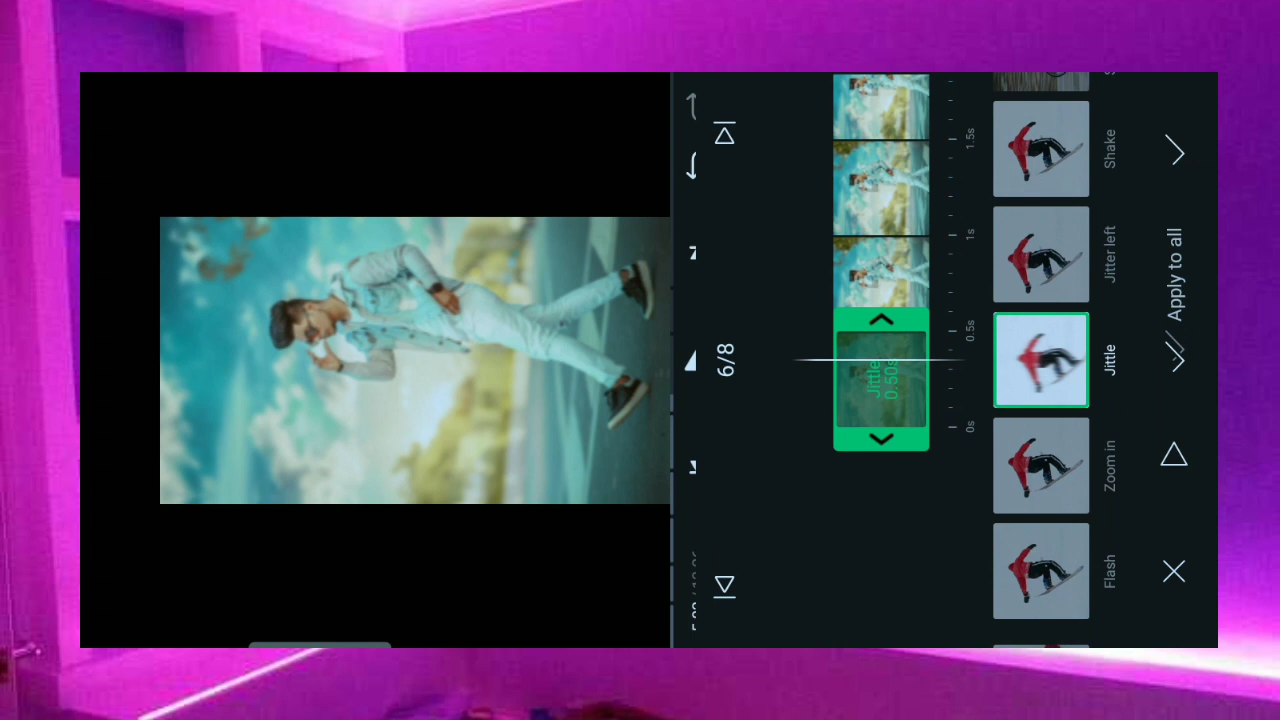 6/8
Jittle
0.50s
0s 0.5s 1s 1.5s
Flash Zoom in Jittle Jitter left Shake
Apply to all